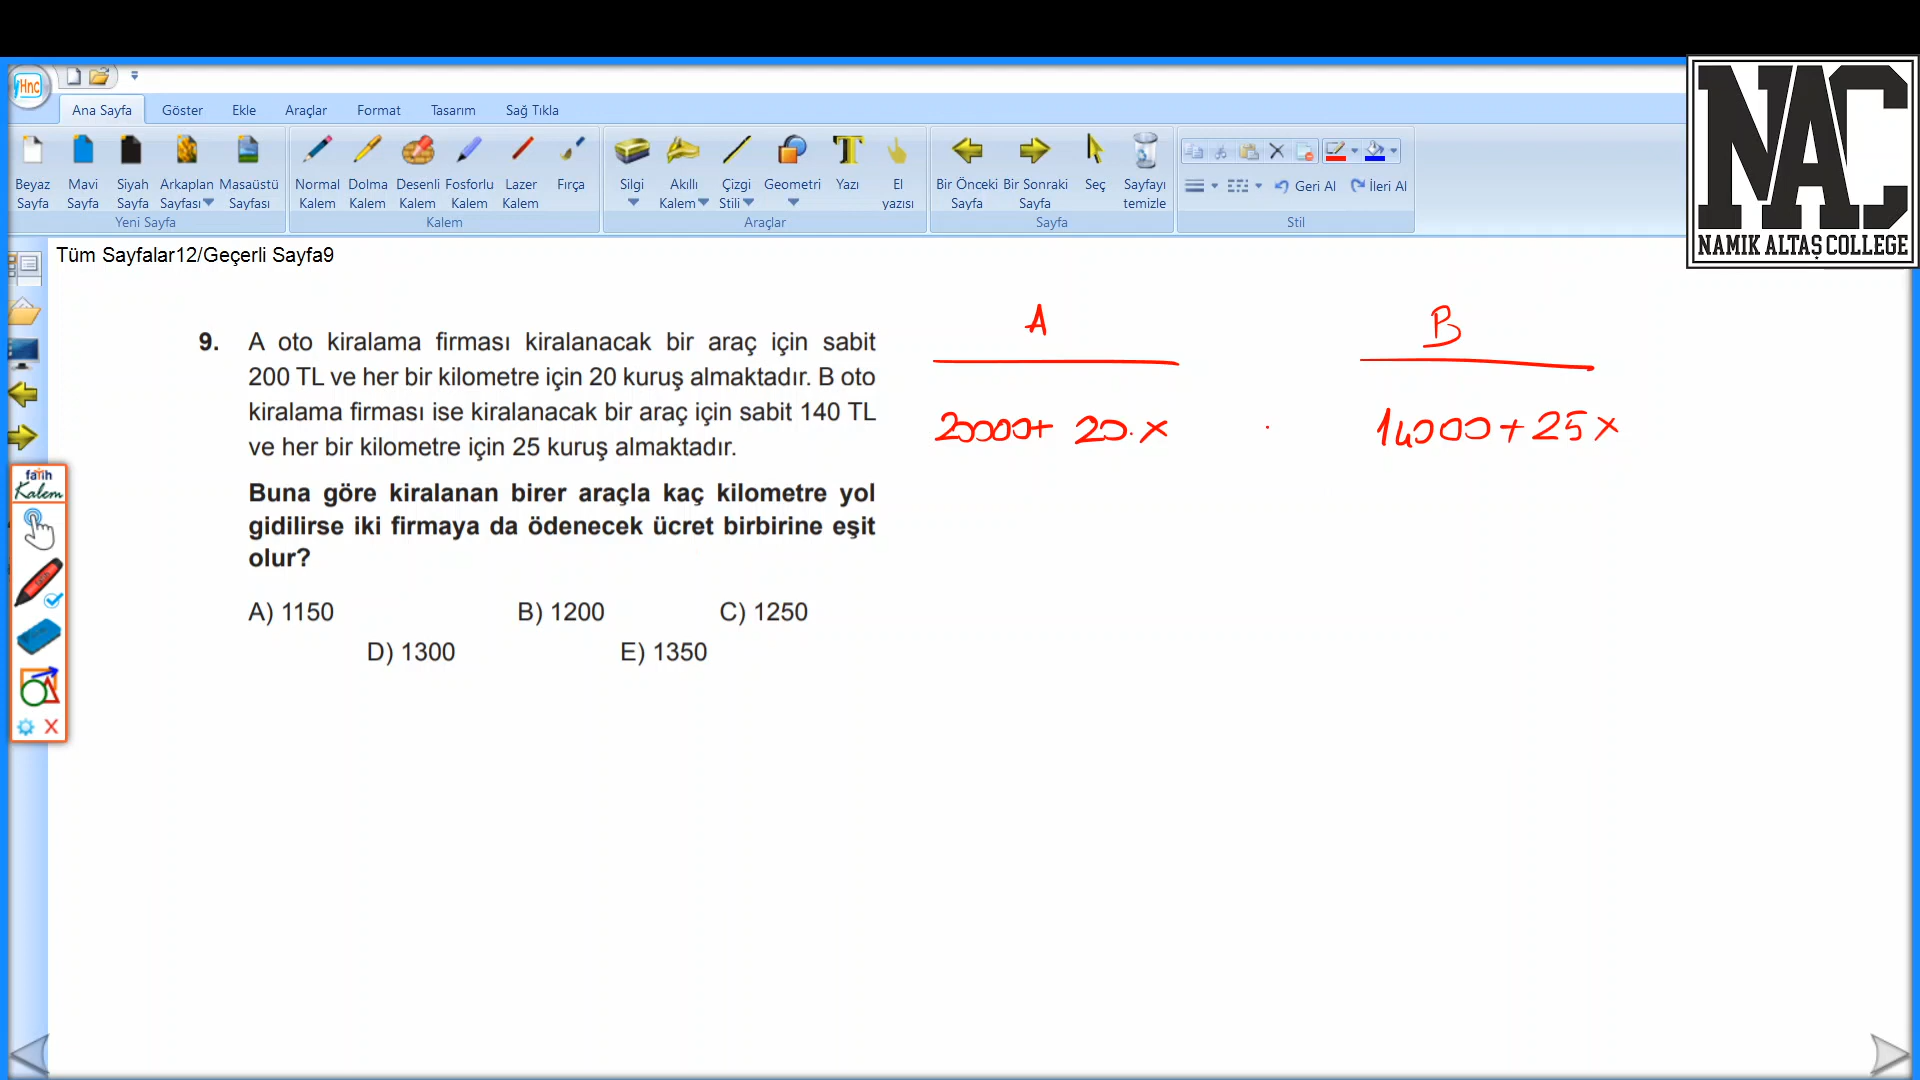 Hnc
Ana Sayfa Göster Ekle Araçlar Format Tasarım Sağ Tıkla
Beyaz Sayfa Mavi Sayfa Siyah Sayfa Arkaplan Sayfası Masaüstü Sayfası
Yeni Sayfa
Normal Kalem Dolma Kalem Desenli Kalem Fosforlu Kalem Lazer Kalem Fırça
Kalem
Silgi Akıllı Kalem Çizgi Stili Geometri Yazı El yazısı
Araçlar
Bir Önceki Sayfa Bir Sonraki Sayfa Seç Sayfayı temizle
Sayfa
Geri Al İleri Al
Stil
NAC
NAMIK ALTAŞ COLLEGE
Tüm Sayfalar12/Geçerli Sayfa9
fatih
Kalem
9. A oto kiralama firması kiralanacak bir araç için sabit
200 TL ve her bir kilometre için 20 kuruş almaktadır. B oto
kiralama firması ise kiralanacak bir araç için sabit 140 TL
ve her bir kilometre için 25 kuruş almaktadır.
Buna göre kiralanan birer araçla kaç kilometre yol
gidilirse iki firmaya da ödenecek ücret birbirine eşit
olur?
A) 1150 B) 1200 C) 1250
D) 1300 E) 1350
A B
20000+ 20.x 14000+25x